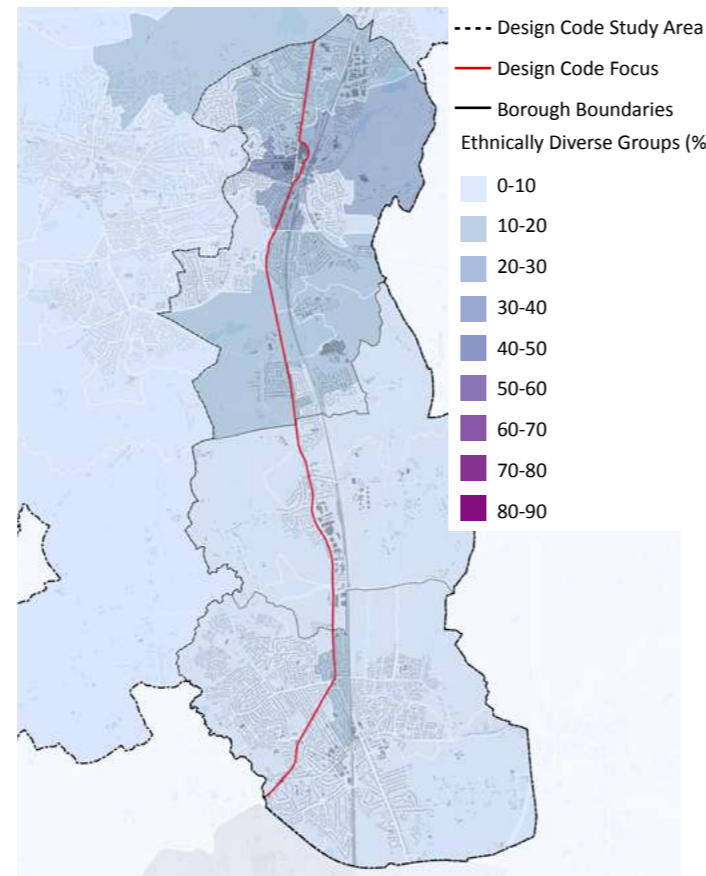 Design Code Study Area
Design Code Focus
Borough Boundaries
Ethnically Diverse Groups (%
0-10
10-20
20-30
30-40
40-50
50-60
60-70
70-80
80-90